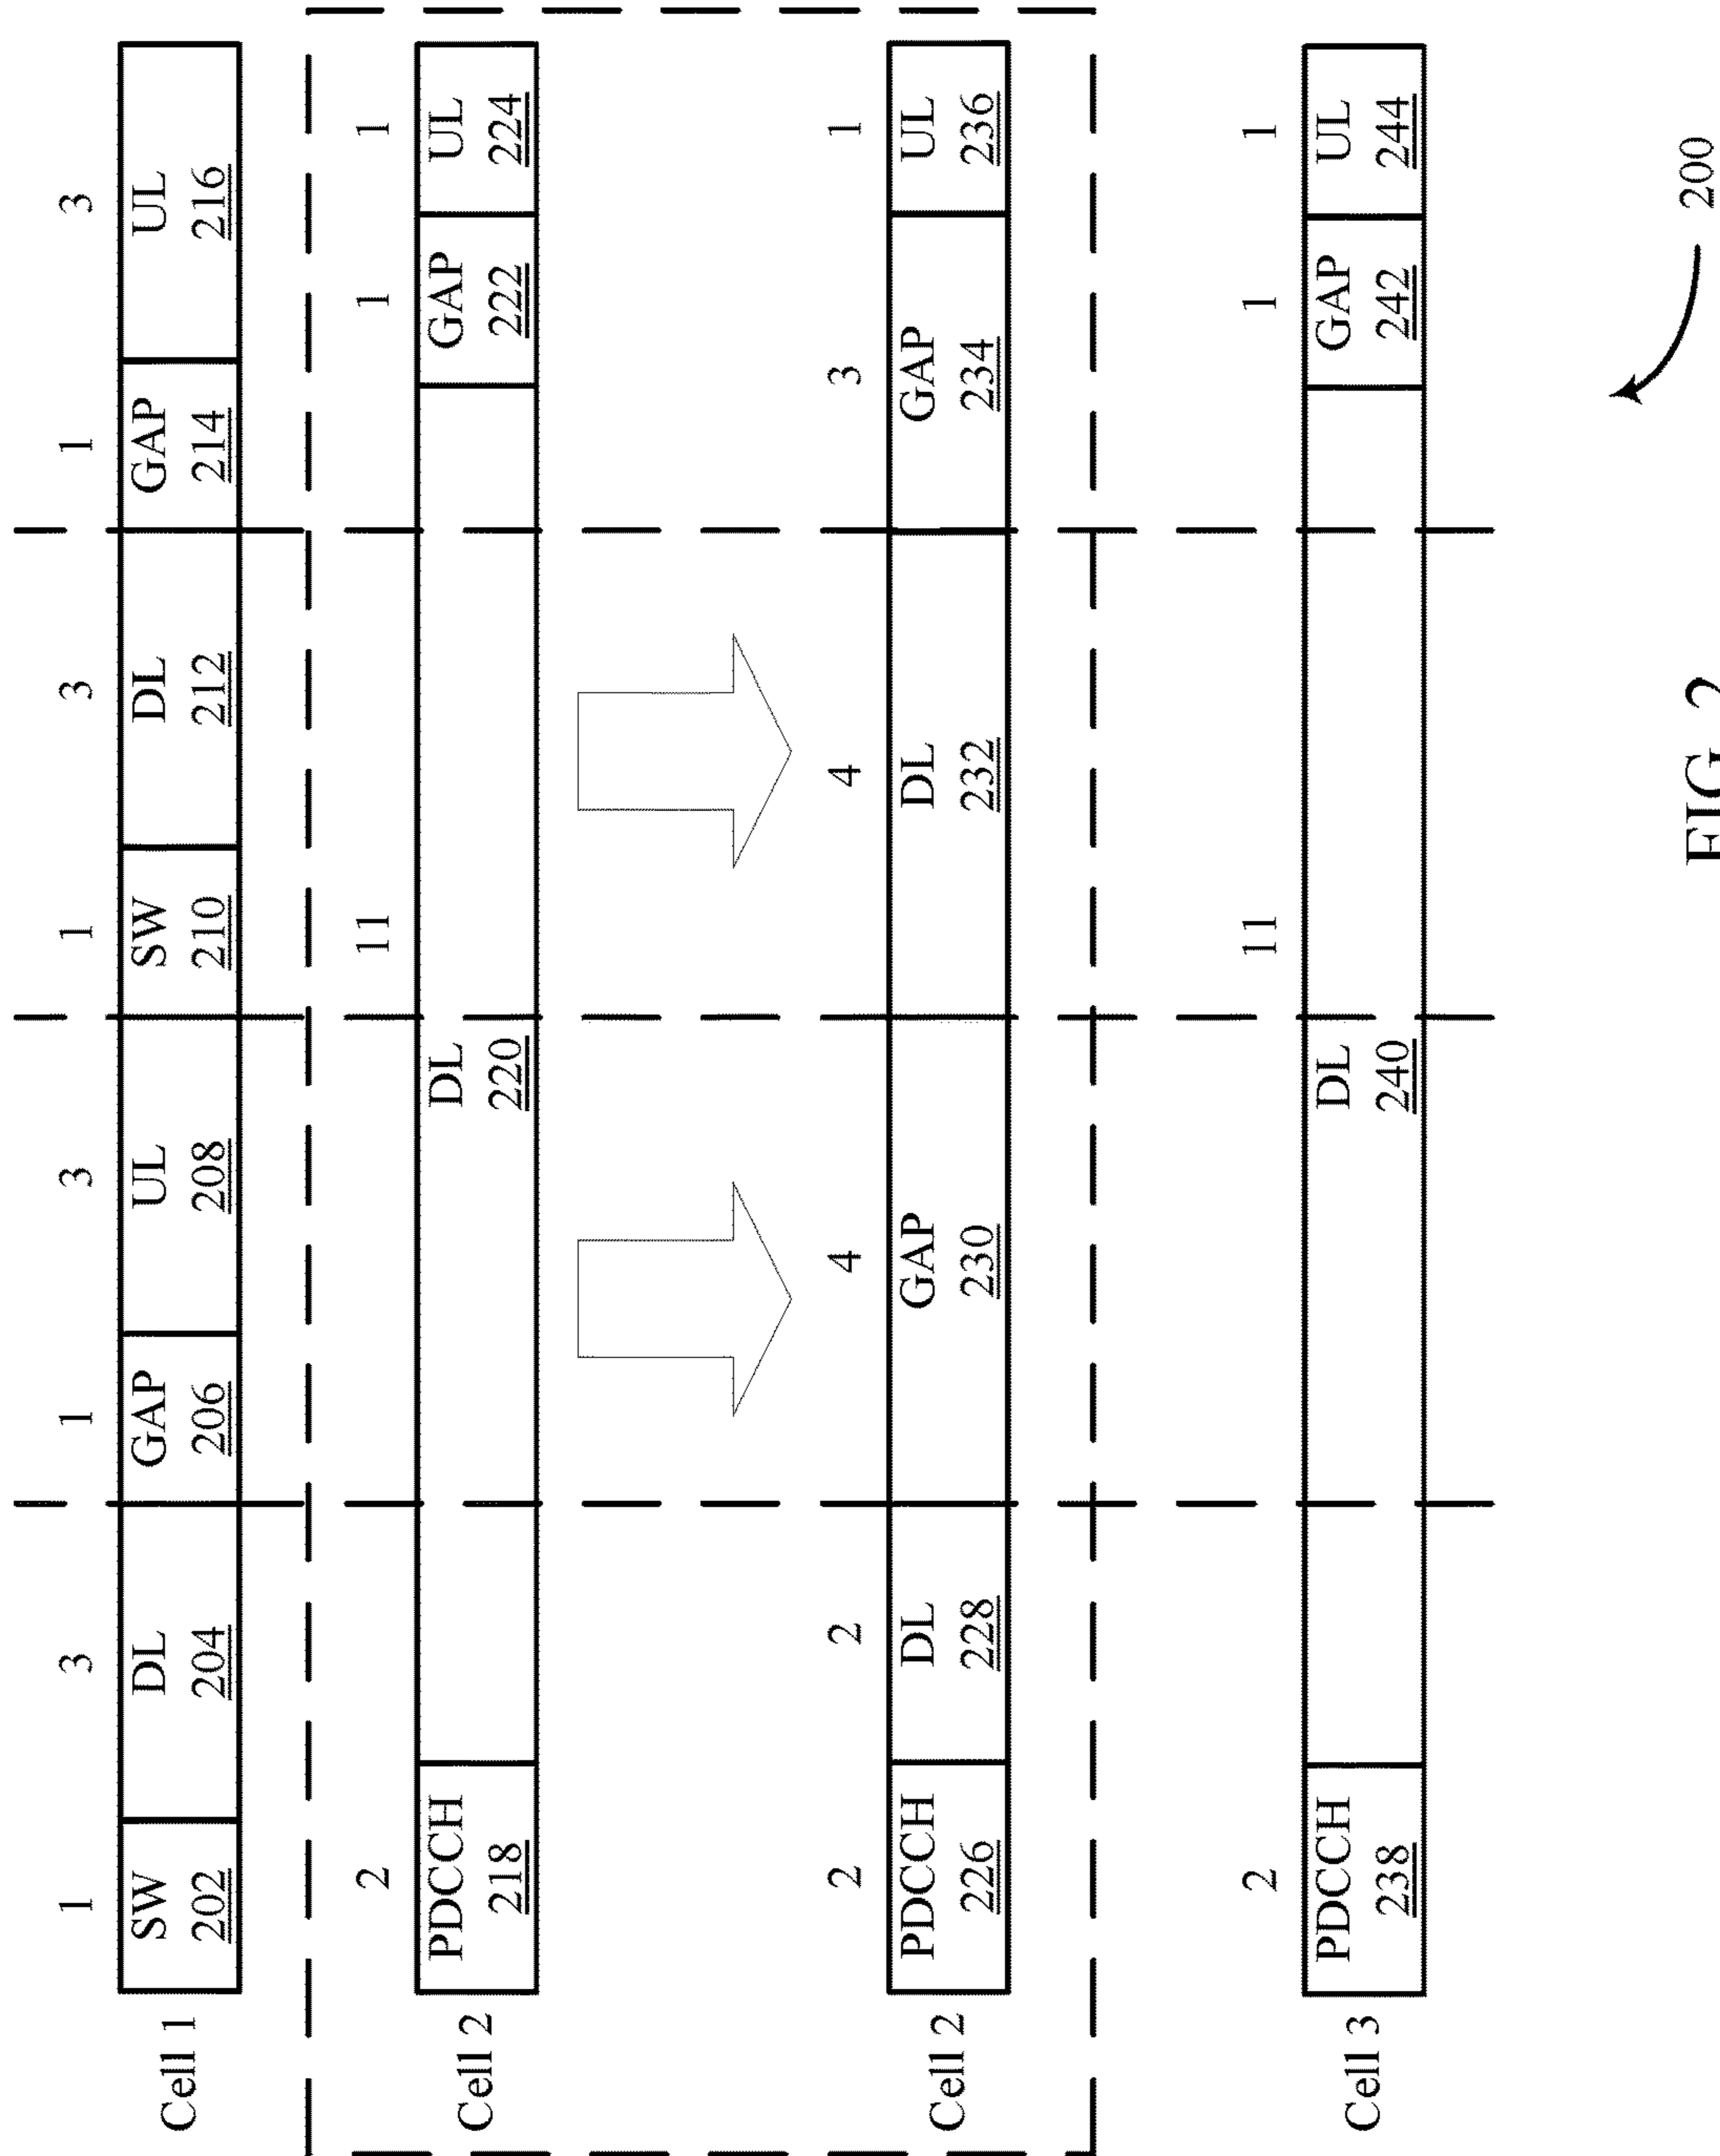 1 3 1 3 1 3 1 3
Cell 1
SW DL GAP UL SW DL GAP UL
202 204 206 208 210 212 214 216
2 11 1 1
Cell 2
PDCCH DL GAP UL
218 220 222 224
2 2 4 4 3 1
Cell 2
PDCCH DL GAP DL GAP UL
226 228 230 232 234 236
2 11 1 1
Cell 3
PDCCH DL GAP UL
238 240 242 244
200
FIG. 2